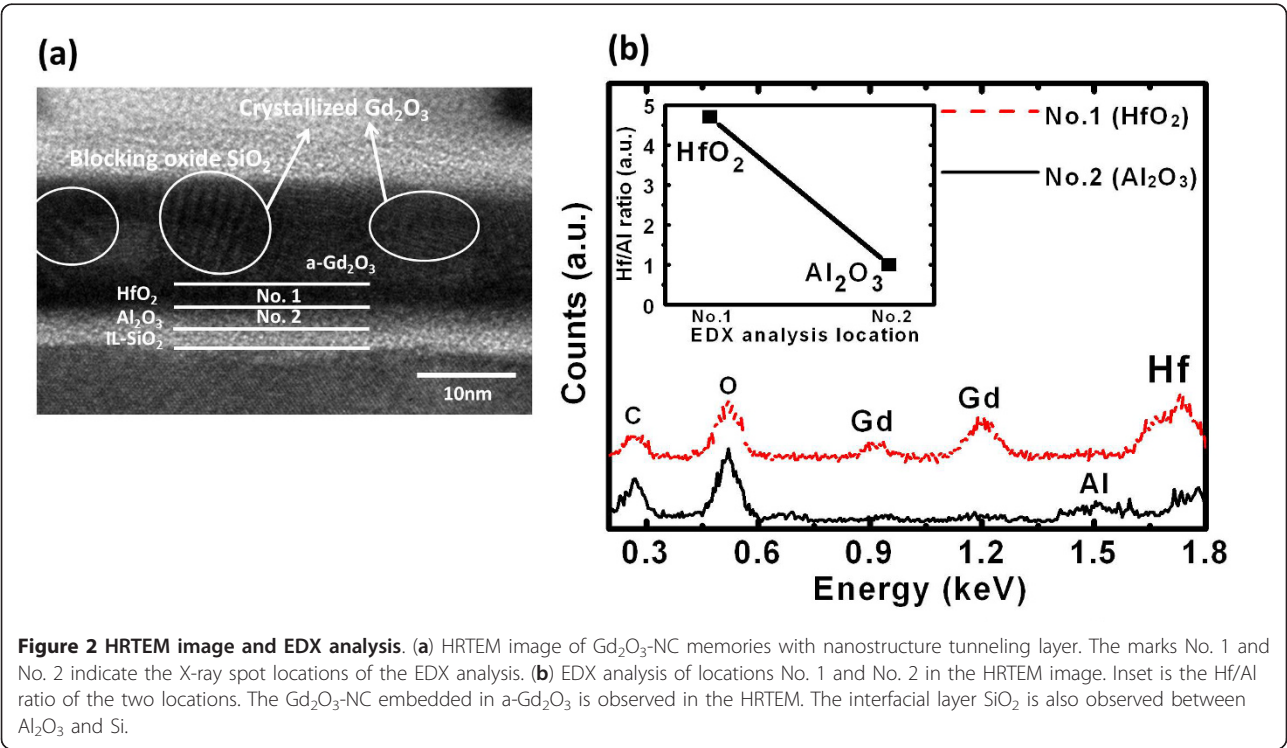 (a)
Crystallized Gd₂O₃
Blocking oxide SiO₂
a-Gd₂O₃
HfO₂ No. 1
Al₂O₃ No. 2
IL-SiO₂
10nm
(b)
Counts (a.u.)
Hf/Al ratio (a.u.)
5
4
3
2
1
0
HfO₂
Al₂O₃
No.1 No.2
EDX analysis location
No.1 (HfO₂)
No.2 (Al₂O₃)
C O Gd Gd Hf
Al
0.3 0.6 0.9 1.2 1.5 1.8
Energy (keV)
Figure 2 HRTEM image and EDX analysis. (a) HRTEM image of Gd₂O₃-NC memories with nanostructure tunneling layer. The marks No. 1 and
No. 2 indicate the X-ray spot locations of the EDX analysis. (b) EDX analysis of locations No. 1 and No. 2 in the HRTEM image. Inset is the Hf/Al
ratio of the two locations. The Gd₂O₃-NC embedded in a-Gd₂O₃ is observed in the HRTEM. The interfacial layer SiO₂ is also observed between
Al₂O₃ and Si.